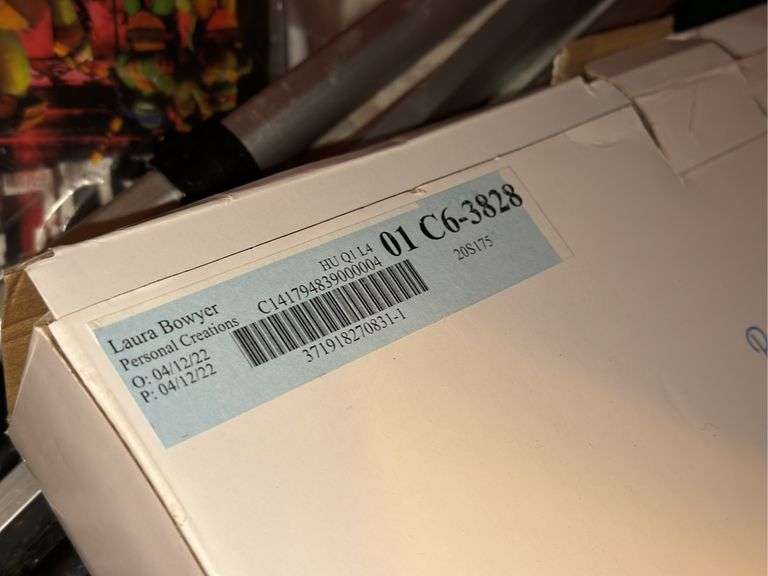 Laura Bowyer
Personal Creations
O: 04/12/22
P: 04/12/22
HU Q1 L4
C141794839000004
371918270831-1
01 C6-3828
20S175